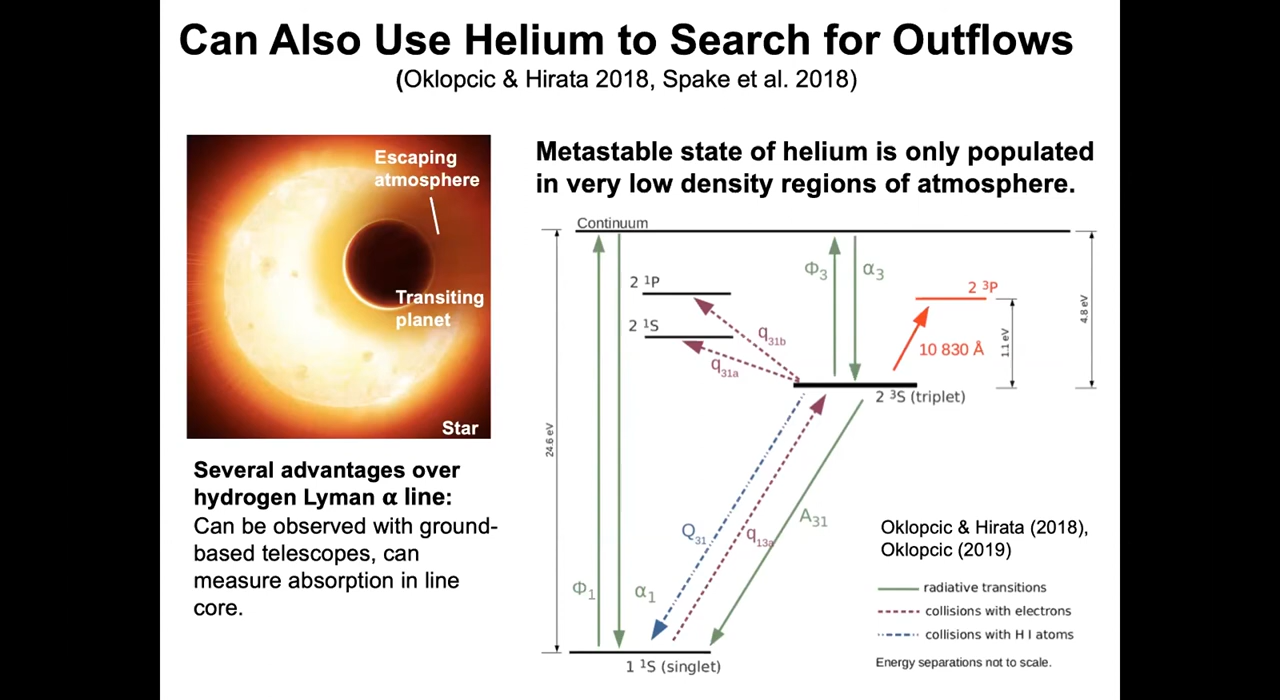 Can Also Use Helium to Search for Outflows
(Oklopcic & Hirata 2018, Spake et al. 2018)
Escaping
atmosphere
Transiting
planet
Star
Several advantages over
hydrogen Lyman α line:
Can be observed with ground-
based telescopes, can
measure absorption in line
core.
Metastable state of helium is only populated
in very low density regions of atmosphere.
Continuum
2 ¹P
2 ¹S
q31b
q31a
Φ3
α3
2 ³P
10 830 Å
1.1 eV
4.8 eV
2 ³S (triplet)
24.6 eV
Q31
q13a
A31
Φ1
α1
1 ¹S (singlet)
Oklopcic & Hirata (2018),
Oklopcic (2019)
radiative transitions
collisions with electrons
collisions with H I atoms
Energy separations not to scale.